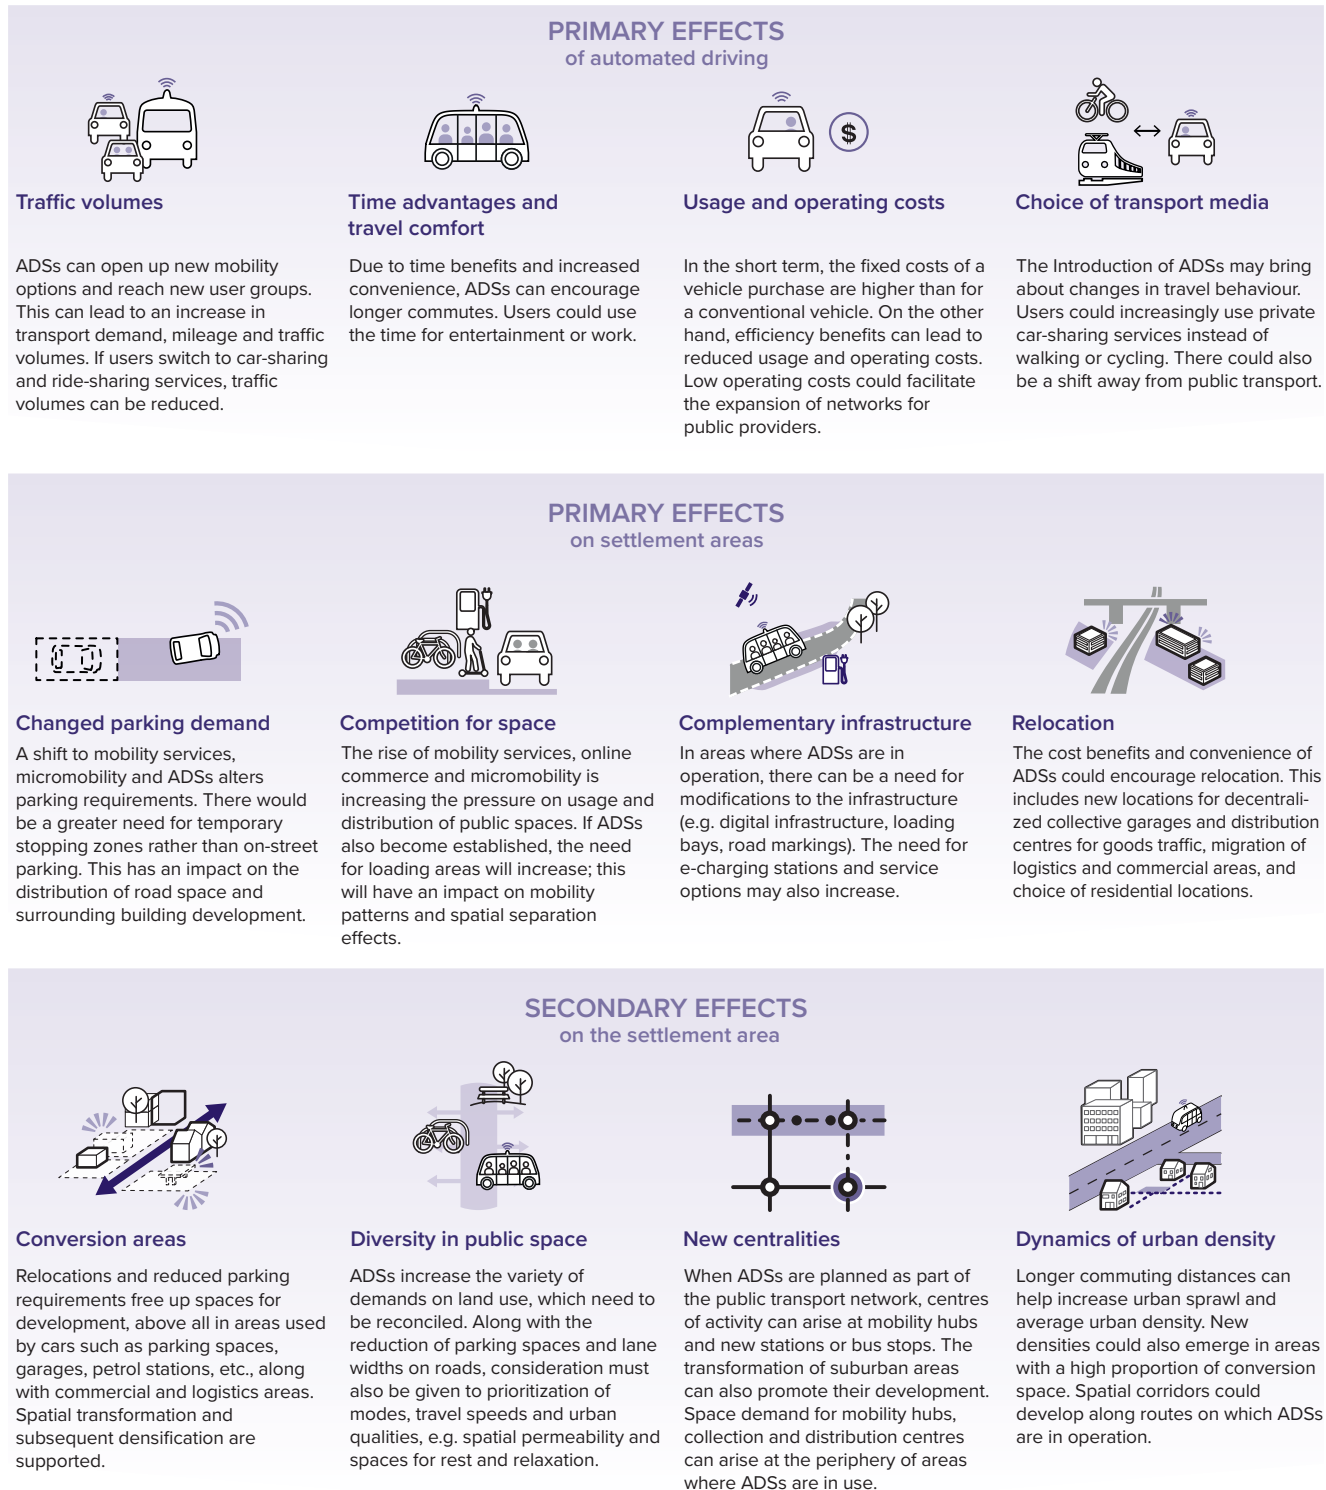 PRIMARY EFFECTS
of automated driving
$
Traffic volumes
ADSs can open up new mobility
options and reach new user groups.
This can lead to an increase in
transport demand, mileage and traffic
volumes. If users switch to car-sharing
and ride-sharing services, traffic
volumes can be reduced.
Time advantages and
travel comfort
Due to time benefits and increased
convenience, ADSs can encourage
longer commutes. Users could use
the time for entertainment or work.
Usage and operating costs
In the short term, the fixed costs of a
vehicle purchase are higher than for
a conventional vehicle. On the other
hand, efficiency benefits can lead to
reduced usage and operating costs.
Low operating costs could facilitate
the expansion of networks for
public providers.
Choice of transport media
The Introduction of ADSs may bring
about changes in travel behaviour.
Users could increasingly use private
car-sharing services instead of
walking or cycling. There could also
be a shift away from public transport.
PRIMARY EFFECTS
on settlement areas
Changed parking demand
A shift to mobility services,
micromobility and ADSs alters
parking requirements. There would
be a greater need for temporary
stopping zones rather than on-street
parking. This has an impact on the
distribution of road space and
surrounding building development.
Competition for space
The rise of mobility services, online
commerce and micromobility is
increasing the pressure on usage and
distribution of public spaces. If ADSs
also become established, the need
for loading areas will increase; this
will have an impact on mobility
patterns and spatial separation
effects.
Complementary infrastructure
In areas where ADSs are in
operation, there can be a need for
modifications to the infrastructure
(e.g. digital infrastructure, loading
bays, road markings). The need for
e-charging stations and service
options may also increase.
Relocation
The cost benefits and convenience of
ADSs could encourage relocation. This
includes new locations for decentrali-
zed collective garages and distribution
centres for goods traffic, migration of
logistics and commercial areas, and
choice of residential locations.
SECONDARY EFFECTS
on the settlement area
Conversion areas
Relocations and reduced parking
requirements free up spaces for
development, above all in areas used
by cars such as parking spaces,
garages, petrol stations, etc., along
with commercial and logistics areas.
Spatial transformation and
subsequent densification are
supported.
Diversity in public space
ADSs increase the variety of
demands on land use, which need to
be reconciled. Along with the
reduction of parking spaces and lane
widths on roads, consideration must
also be given to prioritization of
modes, travel speeds and urban
qualities, e.g. spatial permeability and
spaces for rest and relaxation.
New centralities
When ADSs are planned as part of
the public transport network, centres
of activity can arise at mobility hubs
and new stations or bus stops. The
transformation of suburban areas
can also promote their development.
Space demand for mobility hubs,
collection and distribution centres
can arise at the periphery of areas
where ADSs are in use.
Dynamics of urban density
Longer commuting distances can
help increase urban sprawl and
average urban density. New
densities could also emerge in areas
with a high proportion of conversion
space. Spatial corridors could
develop along routes on which ADSs
are in operation.